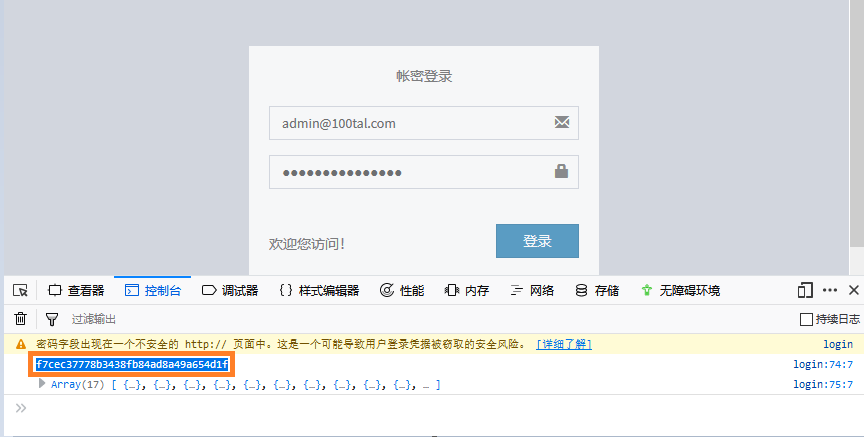 帐密登录
admin@100tal.com
●●●●●●●●●●●●●●●
欢迎您访问!
登录
查看器 控制台 调试器 {} 样式编辑器 性能 内存 网络 存储 无障碍环境
过滤输出 持续日志
密码字段出现在一个不安全的 http:// 页面中。这是一个可能导致用户登录凭据被窃取的安全风险。 [详细了解] login
f7cec37778b3438fb84ad8a49a654d1f login:74:7
Array(17) [ {…}, {…}, {…}, {…}, {…}, {…}, {…}, {…}, {…}, {…}, … ] login:75:7